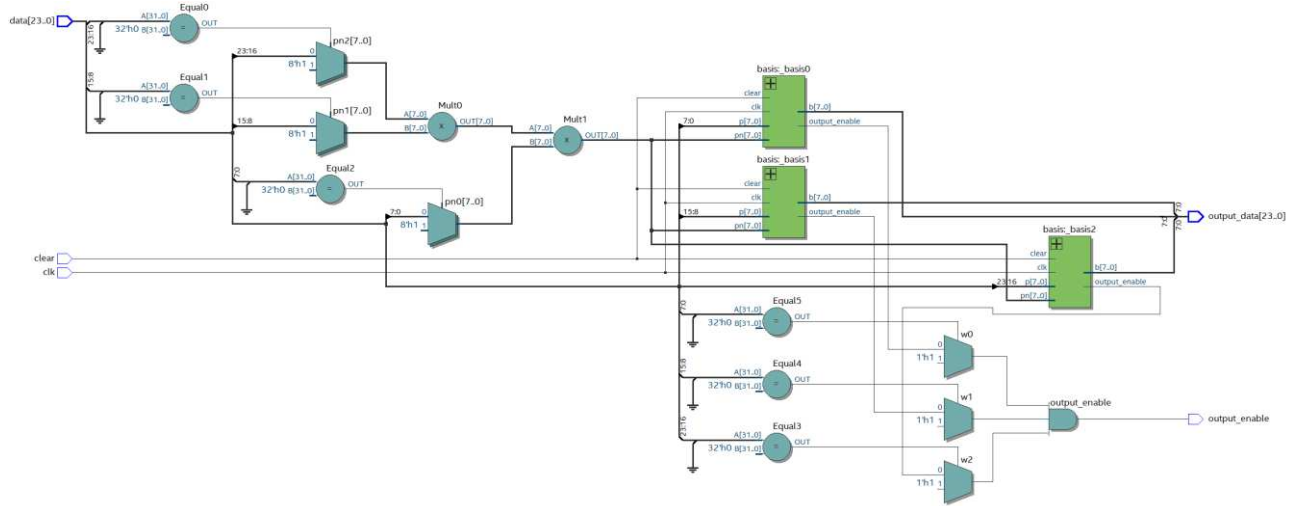 data[23..0]
Equal0
A[31..0]
32'h0 B[31..0]
=
OUT
23:16
pn2[7..0]
23:16
0
8'h1 1
Equal1
A[31..0]
32'h0 B[31..0]
=
OUT
15:8
pn1[7..0]
15:8
0
8'h1 1
Mult0
A[7..0]
B[7..0]
x
OUT[7..0]
Mult1
A[7..0]
B[7..0]
x
OUT[7..0]
Equal2
7:0
A[31..0]
32'h0 B[31..0]
=
OUT
pn0[7..0]
7:0
0
8'h1 1
basis:_basis0
clear
clk
7:0
p[7..0]
pn[7..0]
b[7..0]
output_enable
basis:_basis1
clear
clk
15:8
p[7..0]
pn[7..0]
b[7..0]
output_enable
7:0
7:0
7:0
7:0
output_data[23..0]
basis:_basis2
clear
clk
23:16
p[7..0]
pn[7..0]
b[7..0]
output_enable
clear
clk
Equal5
7:0
A[31..0]
32'h0 B[31..0]
=
OUT
w0
0
1'h1 1
Equal4
15:8
A[31..0]
32'h0 B[31..0]
=
OUT
w1
0
1'h1 1
Equal3
23:16
A[31..0]
32'h0 B[31..0]
=
OUT
w2
0
1'h1 1
output_enable
output_enable